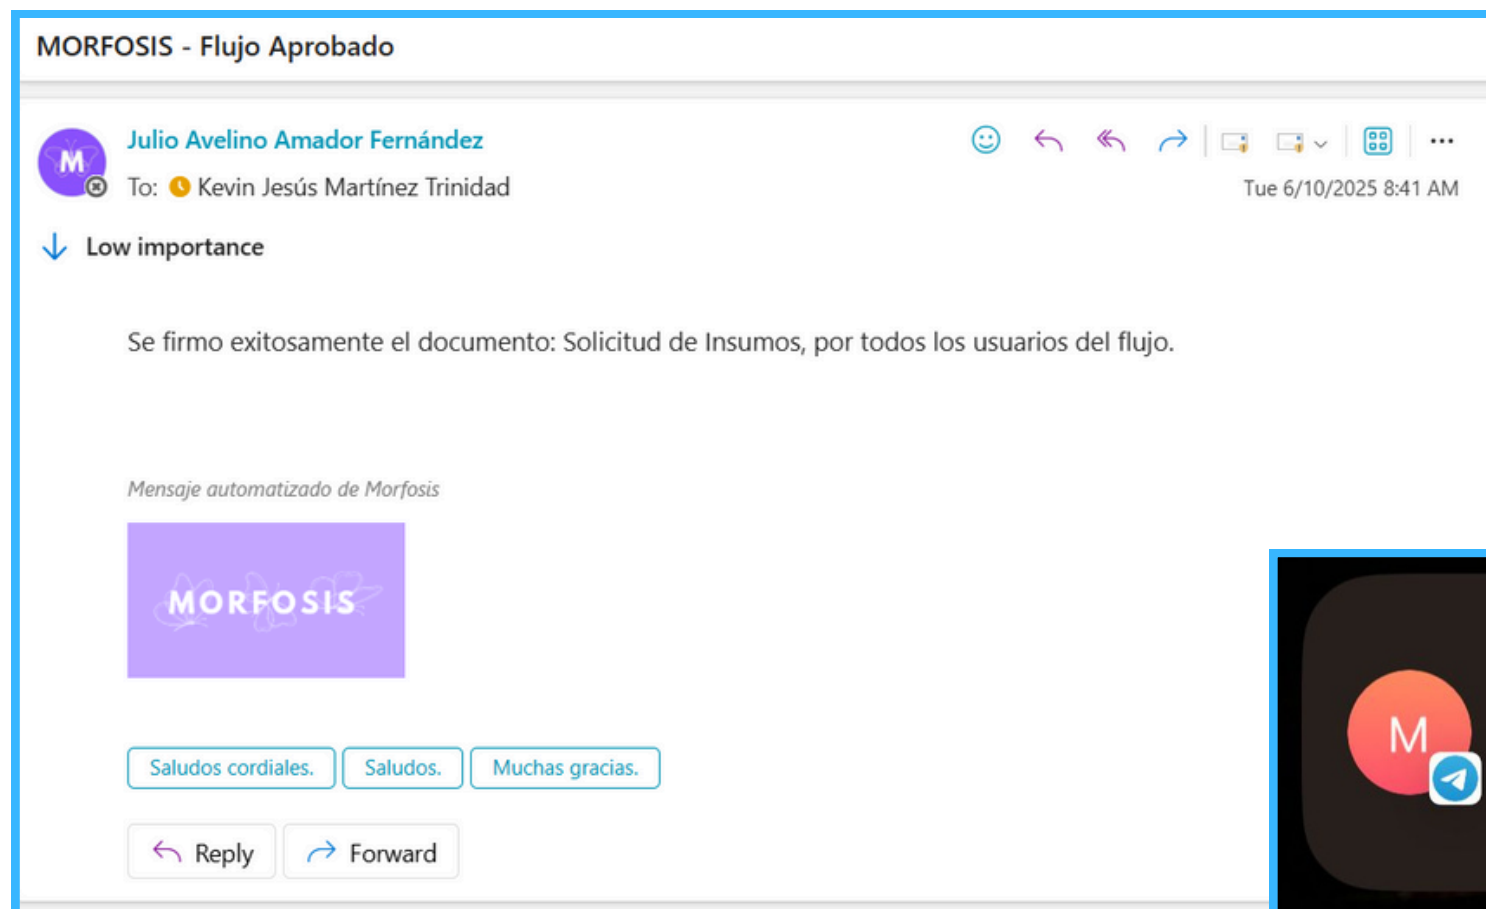 MORFOSIS - Flujo Aprobado
M
Julio Avelino Amador Fernández
To: Kevin Jesús Martínez Trinidad
Tue 6/10/2025 8:41 AM
Low importance
Se firmo exitosamente el documento: Solicitud de Insumos, por todos los usuarios del flujo.
Mensaje automatizado de Morfosis
MORFOSIS
Saludos cordiales. Saludos. Muchas gracias.
Reply Forward
M